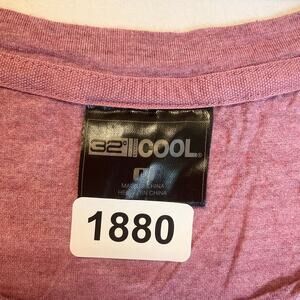 32° COOL
MADE IN CHINA
HECHO EN CHINA
1880